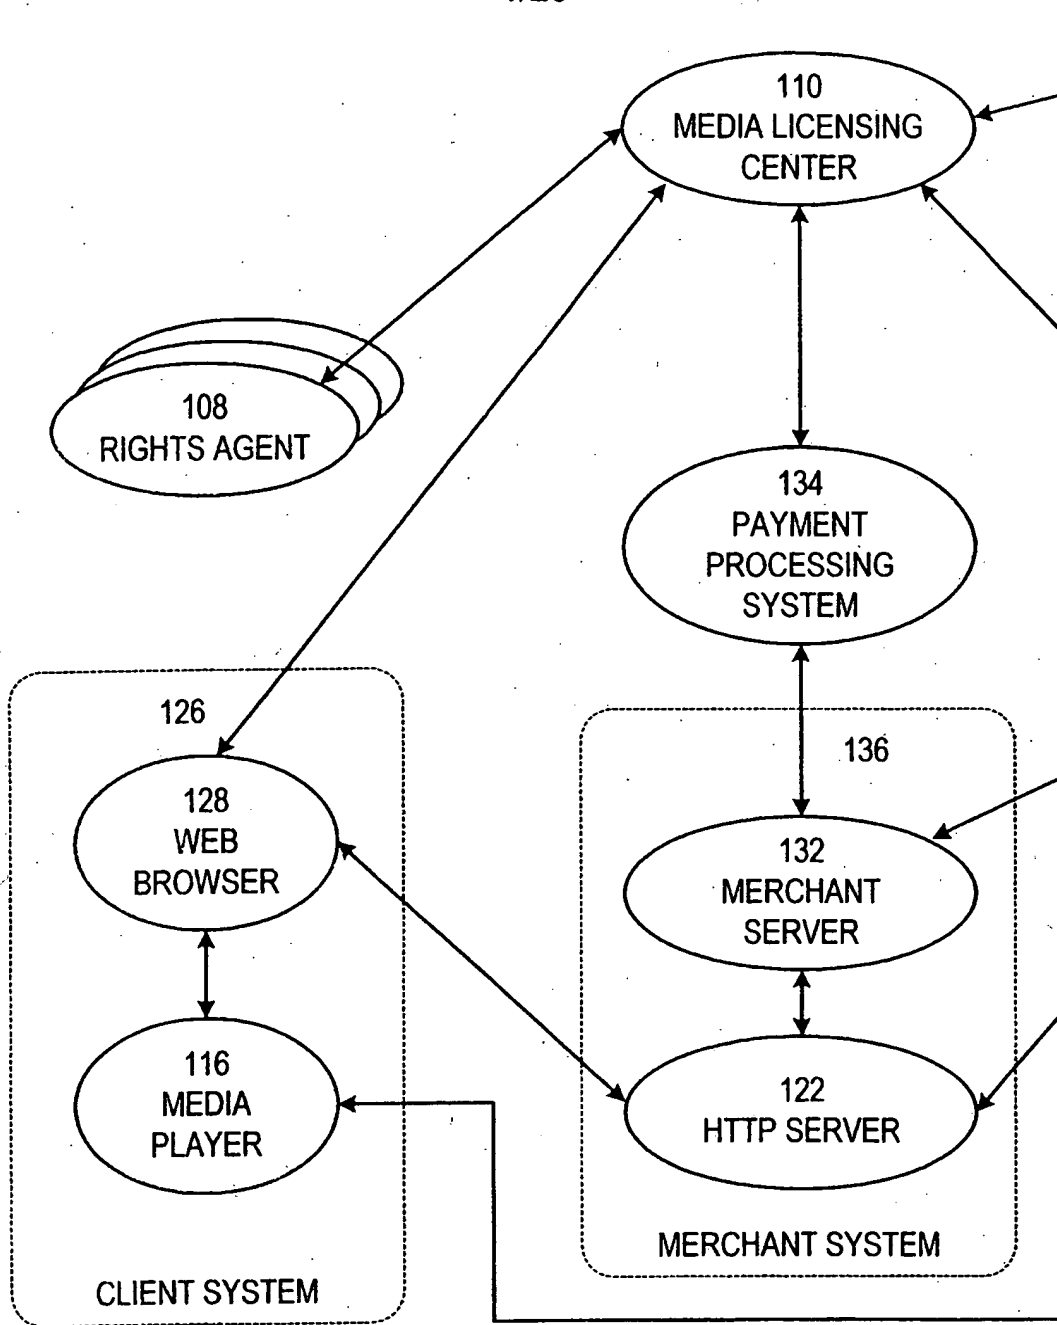 110
MEDIA LICENSING
CENTER
108
RIGHTS AGENT
134
PAYMENT
PROCESSING
SYSTEM
126
136
128
WEB
BROWSER
132
MERCHANT
SERVER
116
MEDIA
PLAYER
122
HTTP SERVER
MERCHANT SYSTEM
CLIENT SYSTEM